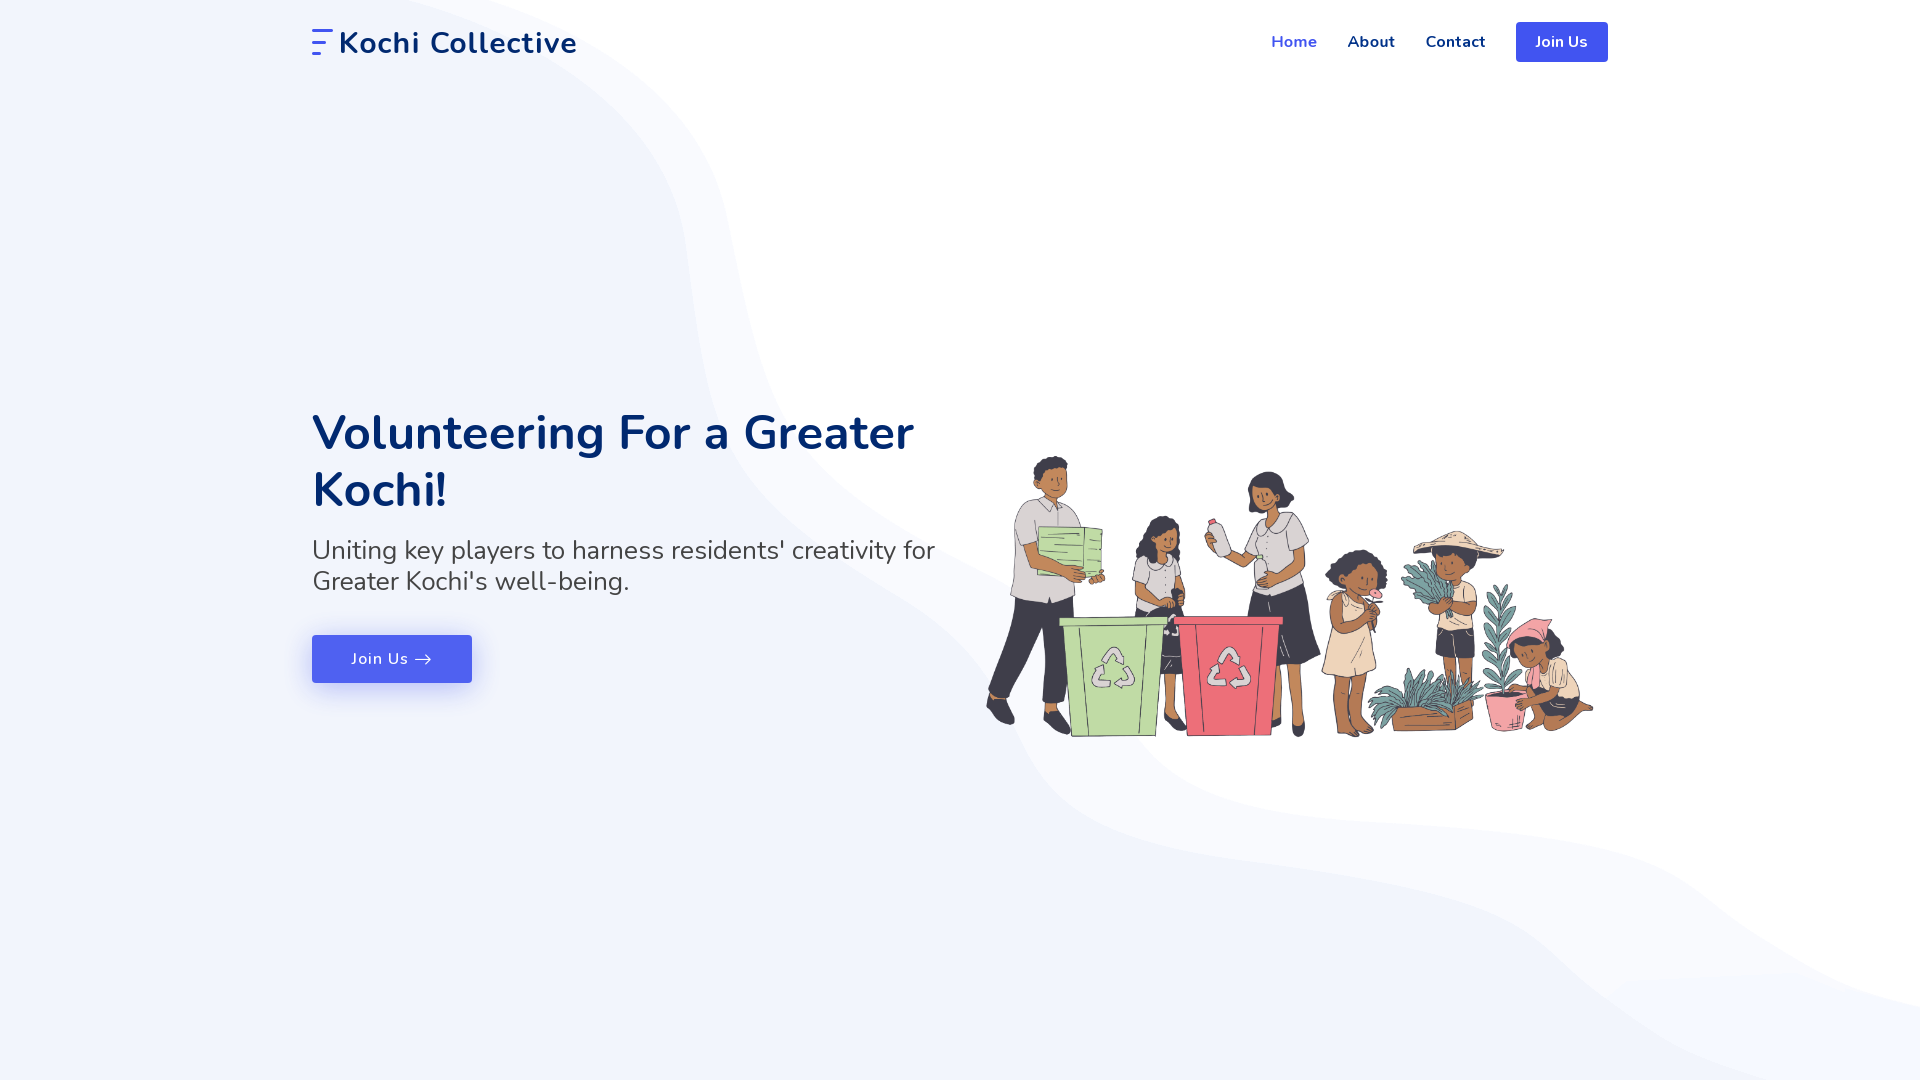 Kochi Collective
Home
About
Contact
Join Us
Volunteering For a Greater
Kochi!
Uniting key players to harness residents' creativity for
Greater Kochi's well-being.
Join Us →